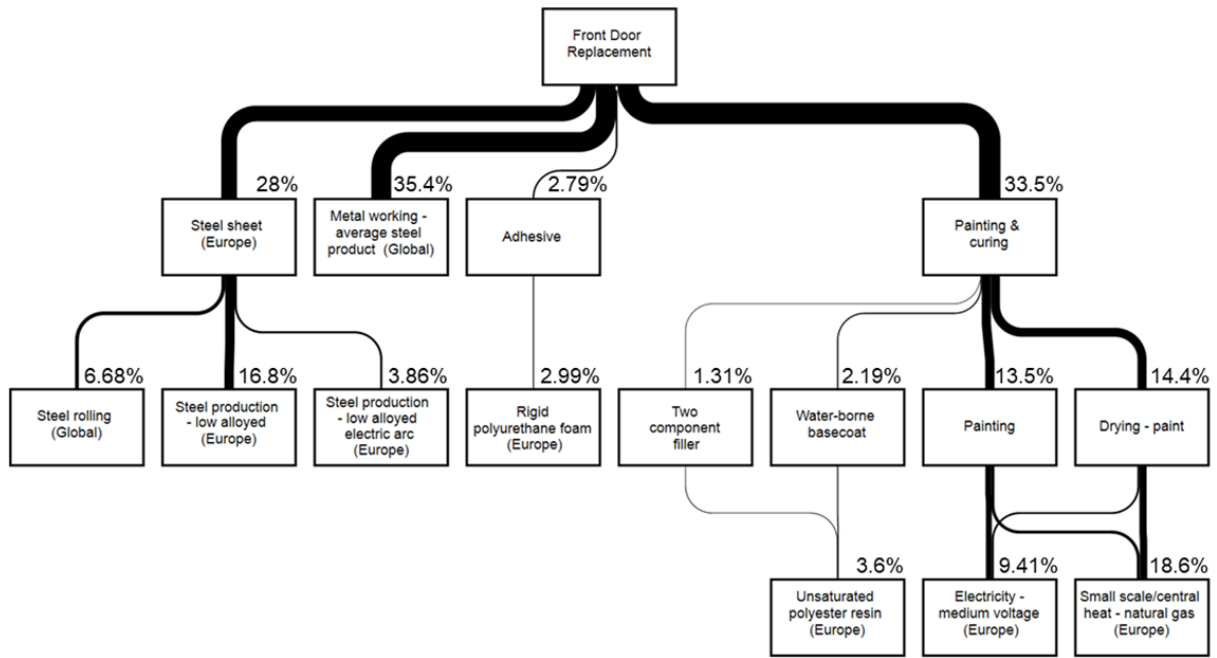 Front Door
Replacement
28%
35.4%
2.79%
33.5%
Steel sheet
(Europe)
Metal working -
average steel
product (Global)
Adhesive
Painting &
curing
6.68%
16.8%
3.86%
2.99%
1.31%
2.19%
13.5%
14.4%
Steel rolling
(Global)
Steel production
- low alloyed
(Europe)
Steel production
- low alloyed
electric arc
(Europe)
Rigid
polyurethane foam
(Europe)
Two
component
filler
Water-borne
basecoat
Painting
Drying - paint
3.6%
9.41%
18.6%
Unsaturated
polyester resin
(Europe)
Electricity -
medium voltage
(Europe)
Small scale/central
heat - natural gas
(Europe)